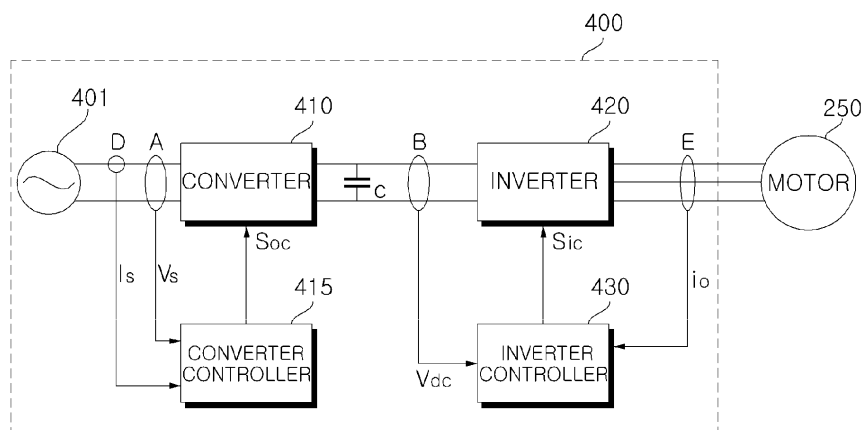 400
401
D
A
410
B
420
E
250
CONVERTER
C
INVERTER
MOTOR
Soc
Sic
Is
Vs
415
430
io
CONVERTER
CONTROLLER
Vdc
INVERTER
CONTROLLER